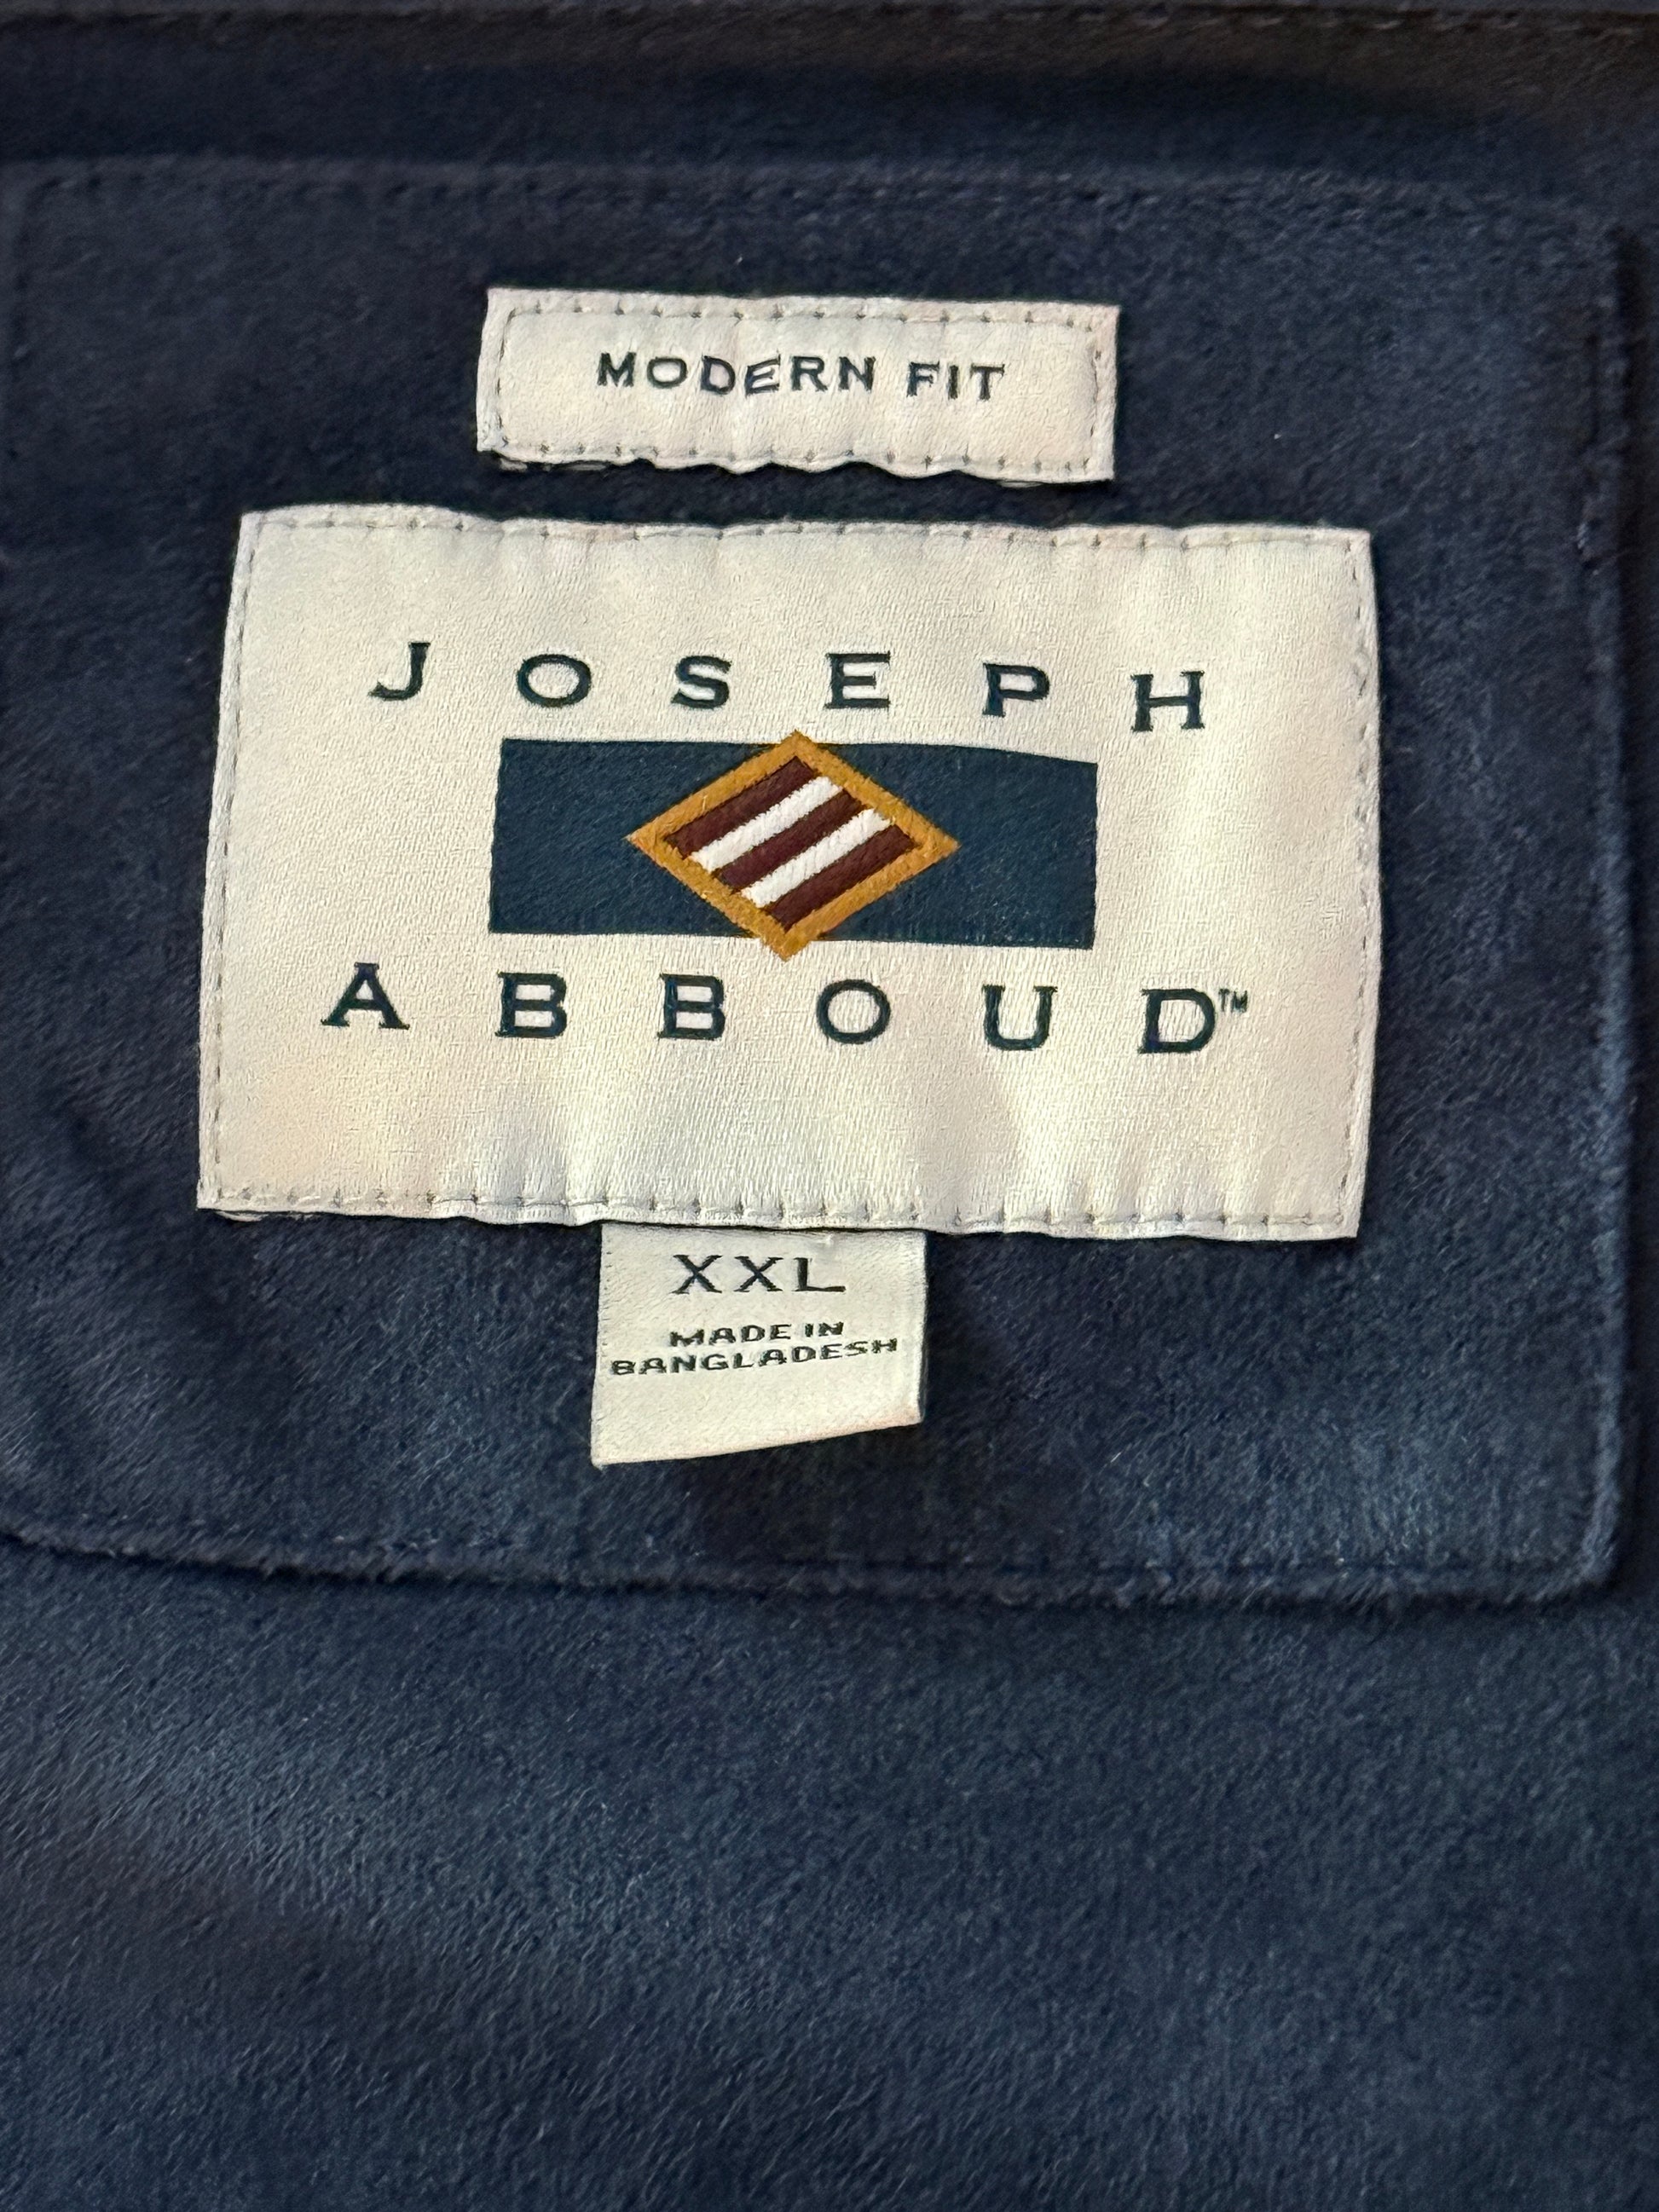 MODERN FIT
JOSEPH
ABBOUD™
XXL
MADE IN
BANGLADESH